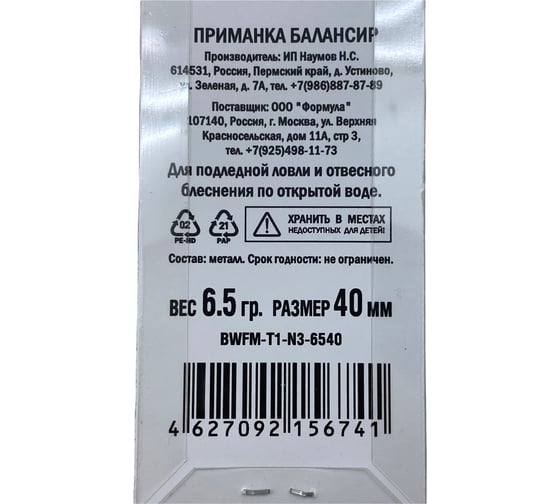 ПРИМАНКА БАЛАНСИР
Производитель: ИП Наумов Н.С.
614531, Россия, Пермский край, д. Устиново,
ул. Зеленая, д. 7А, тел. +7(986)887-87-89
Поставщик: ООО "Формула"
107140, Россия, г. Москва, ул. Верхняя
Красносельская, дом 11А, стр 3,
тел. +7(925)498-11-73
Для подледной ловли и отвесного
блеснения по открытой воде.
02 21
PE-HD PAP
ХРАНИТЬ В МЕСТАХ
НЕДОСТУПНЫХ ДЛЯ ДЕТЕЙ!
Состав: металл. Срок годности: не ограничен.
ВЕС 6.5 гр. РАЗМЕР 40 мм
BWFM-T1-N3-6540
4 627092 156741